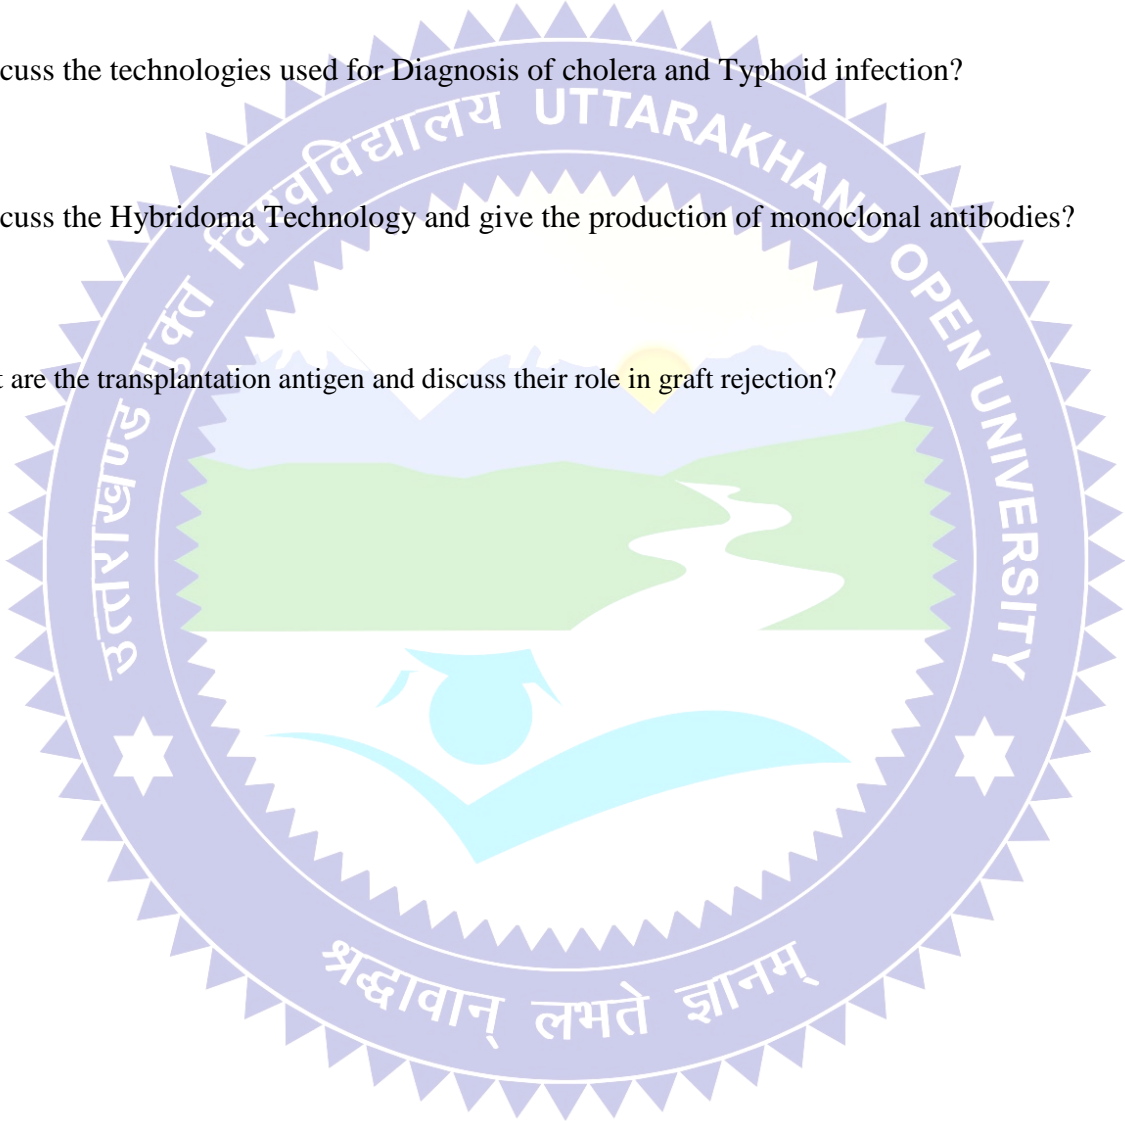 cuss the technologies used for Diagnosis of cholera and Typhoid infection?
cuss the Hybridoma Technology and give the production of monoclonal antibodies?
t are the transplantation antigen and discuss their role in graft rejection?
उत्तराखण्ड मुक्त विश्वविद्यालय
UTTARAKHAND OPEN UNIVERSITY
श्रद्धावान् लभते ज्ञानम्